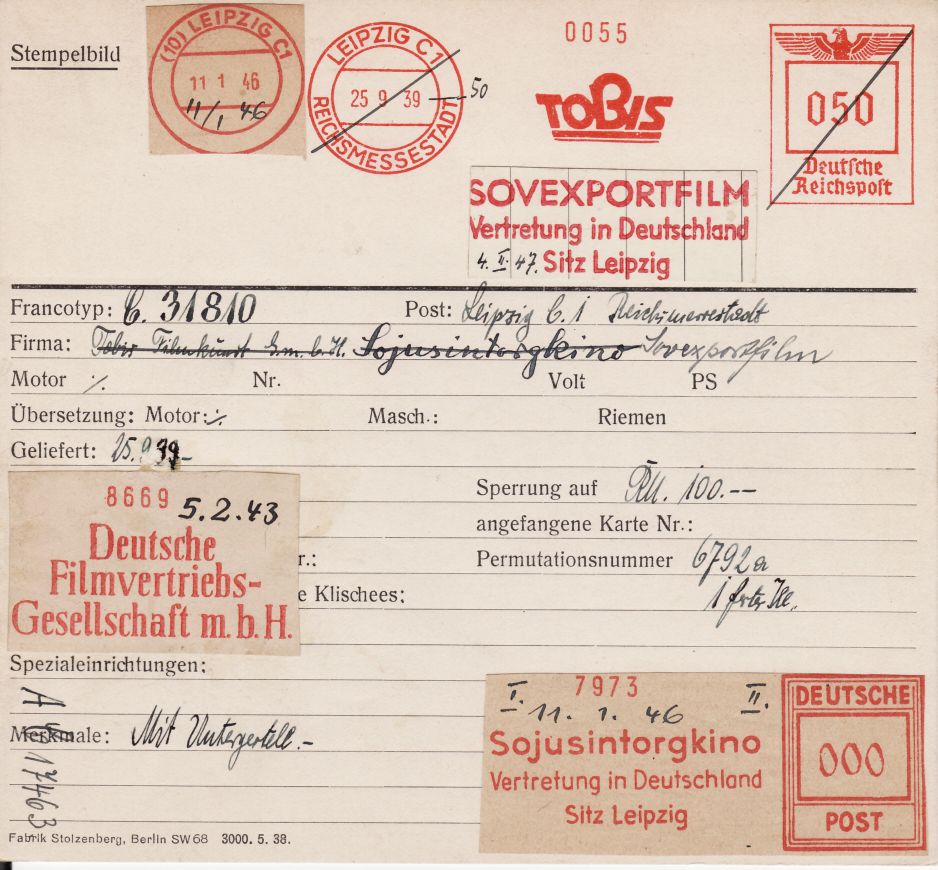 Stempelbild
(10) LEIPZIG C1
11 1 46
11/1 46
LEIPZIG C 1
25 9 39 — 50
REICHSMESSESTADT
0055
TOBIS
050
Deutsche
Reichspost
SOVEXPORTFILM
Vertretung in Deutschland
4. II. 47. Sitz Leipzig
Francotyp: C. 31810 Post: Leipzig C. 1 Reichsmessestadt
Firma: Tobis Filmkunst G.m.b.H. Sojusintorgkino Sovexportfilm
Motor ·/. Nr. Volt PS
Übersetzung: Motor: ·/. Masch.: Riemen
Geliefert: 25.9.39-
8669 5.2.43
Deutsche
Filmvertriebs-
Gesellschaft m.b.H.
Sperrung auf RM. 100.--
angefangene Karte Nr.:
r.: Permutationsnummer 6792a
e Klischees:
Spezialeinrichtungen:
Merkmale: Mit Untergestell.-
A 17463
I. 7973 II.
11. 1. 46
Sojusintorgkino
Vertretung in Deutschland
Sitz Leipzig
DEUTSCHE
000
POST
Fabrik Stolzenberg, Berlin SW 68 3000. 5. 38.